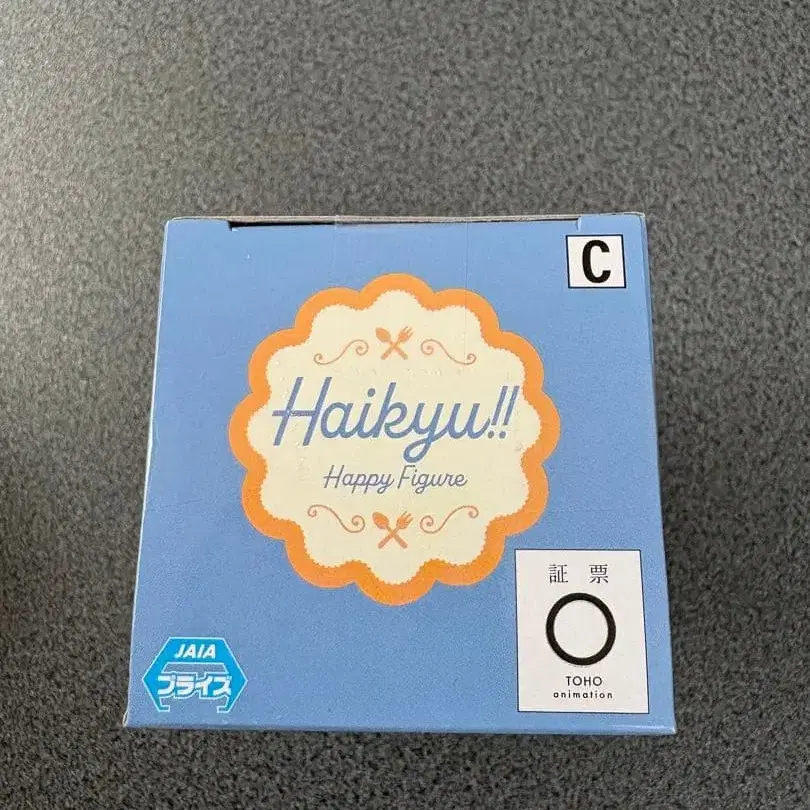 C
Haikyu!!
Happy Figure
証票
TOHO
animation
JAIA
プライズ